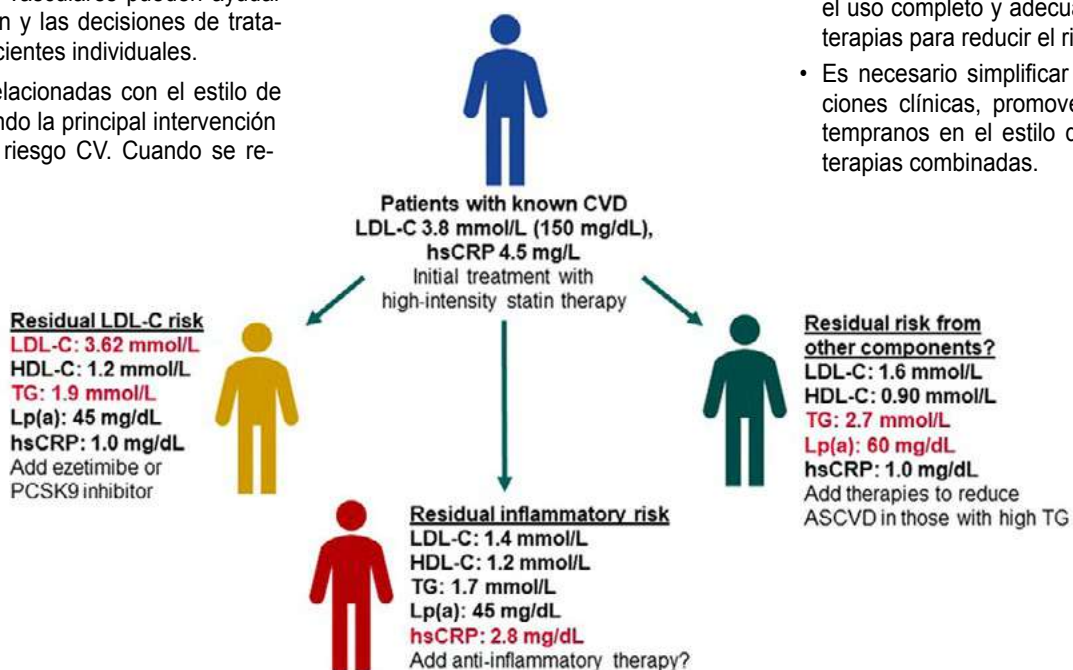 vasculares pueden ayudar
n y las decisiones de trata-
cientes individuales.
elacionadas con el estilo de
ndo la principal intervención
riesgo CV. Cuando se re-
el uso completo y adecua
terapias para reducir el ri
• Es necesario simplificar
ciones clínicas, promove
tempranos en el estilo d
terapias combinadas.
Patients with known CVD
LDL-C 3.8 mmol/L (150 mg/dL),
hsCRP 4.5 mg/L
Initial treatment with
high-intensity statin therapy
Residual LDL-C risk
LDL-C: 3.62 mmol/L
HDL-C: 1.2 mmol/L
TG: 1.9 mmol/L
Lp(a): 45 mg/dL
hsCRP: 1.0 mg/dL
Add ezetimibe or
PCSK9 inhibitor
Residual inflammatory risk
LDL-C: 1.4 mmol/L
HDL-C: 1.2 mmol/L
TG: 1.7 mmol/L
Lp(a): 45 mg/dL
hsCRP: 2.8 mg/dL
Add anti-inflammatory therapy?
Residual risk from
other components?
LDL-C: 1.6 mmol/L
HDL-C: 0.90 mmol/L
TG: 2.7 mmol/L
Lp(a): 60 mg/dL
hsCRP: 1.0 mg/dL
Add therapies to reduce
ASCVD in those with high TG